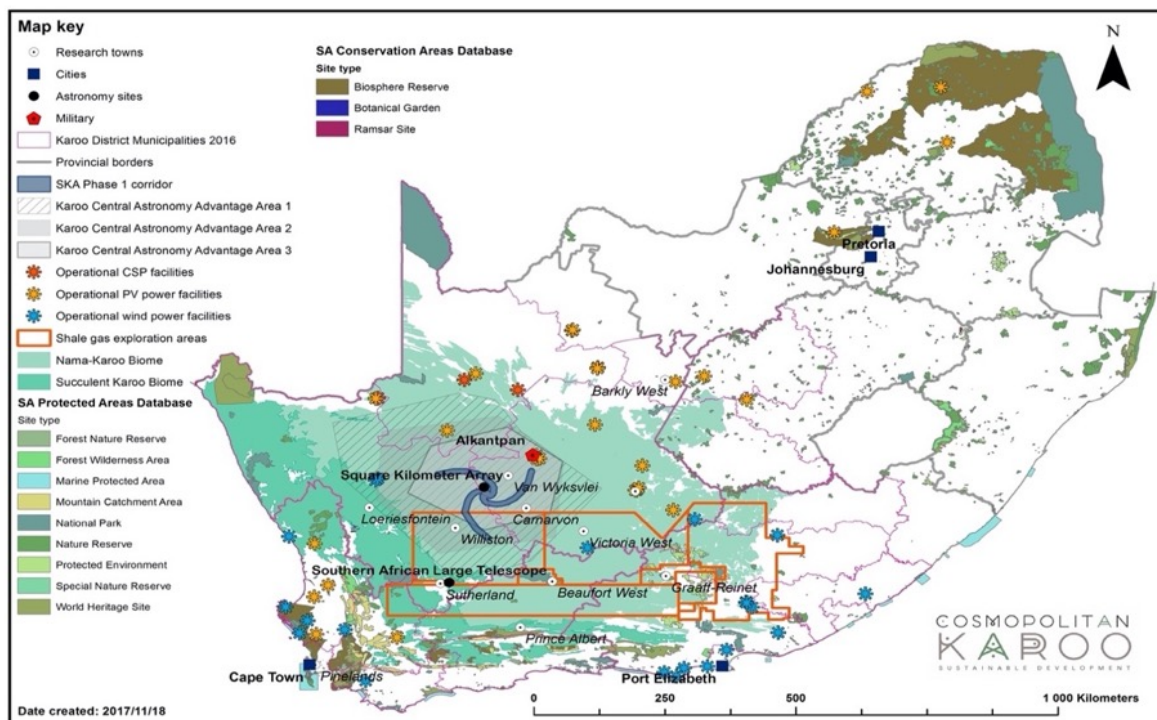 Map key
Research towns
Cities
Astronomy sites
Military
Karoo District Municipalities 2016
Provincial borders
SKA Phase 1 corridor
Karoo Central Astronomy Advantage Area 1
Karoo Central Astronomy Advantage Area 2
Karoo Central Astronomy Advantage Area 3
Operational CSP facilities
Operational PV power facilities
Operational wind power facilities
Shale gas exploration areas
Nama-Karoo Biome
Succulent Karoo Biome
SA Protected Areas Database
Site type
Forest Nature Reserve
Forest Wilderness Area
Marine Protected Area
Mountain Catchment Area
National Park
Nature Reserve
Protected Environment
Special Nature Reserve
World Heritage Site
Date created: 2017/11/18
SA Conservation Areas Database
Site type
Biosphere Reserve
Botanical Garden
Ramsar Site
N
Pretoria
Johannesburg
Barkly West
Alkantpan
Square Kilometer Array
Van Wyksvlei
Loeriesfontein
Carnarvon
Williston
Victoria West
Southern African Large Telescope
Sutherland
Beaufort West
Graaff-Reinet
Prince Albert
Cape Town
Pinelands
Port Elizabeth
COSMOPOLITAN
KAROO
SUSTAINABLE DEVELOPMENT
0 250 500 1 000 Kilometers